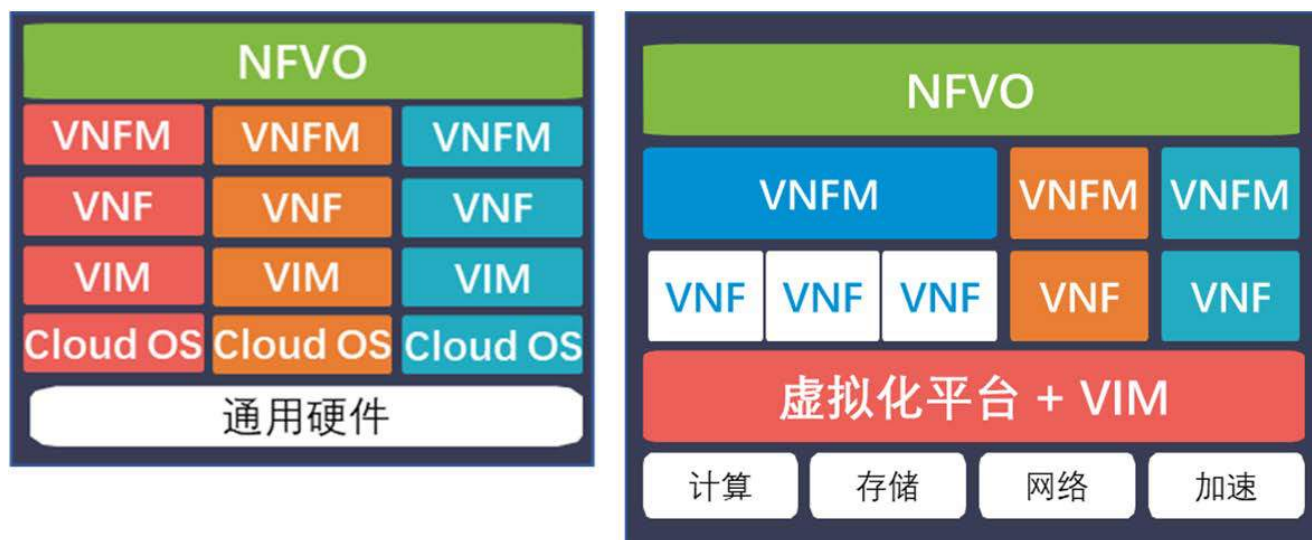 NFVO
VNFM VNFM VNFM
VNF VNF VNF
VIM VIM VIM
Cloud OS Cloud OS Cloud OS
通用硬件
NFVO
VNFM VNFM VNFM
VNF VNF VNF VNF VNF
虚拟化平台 + VIM
计算 存储 网络 加速